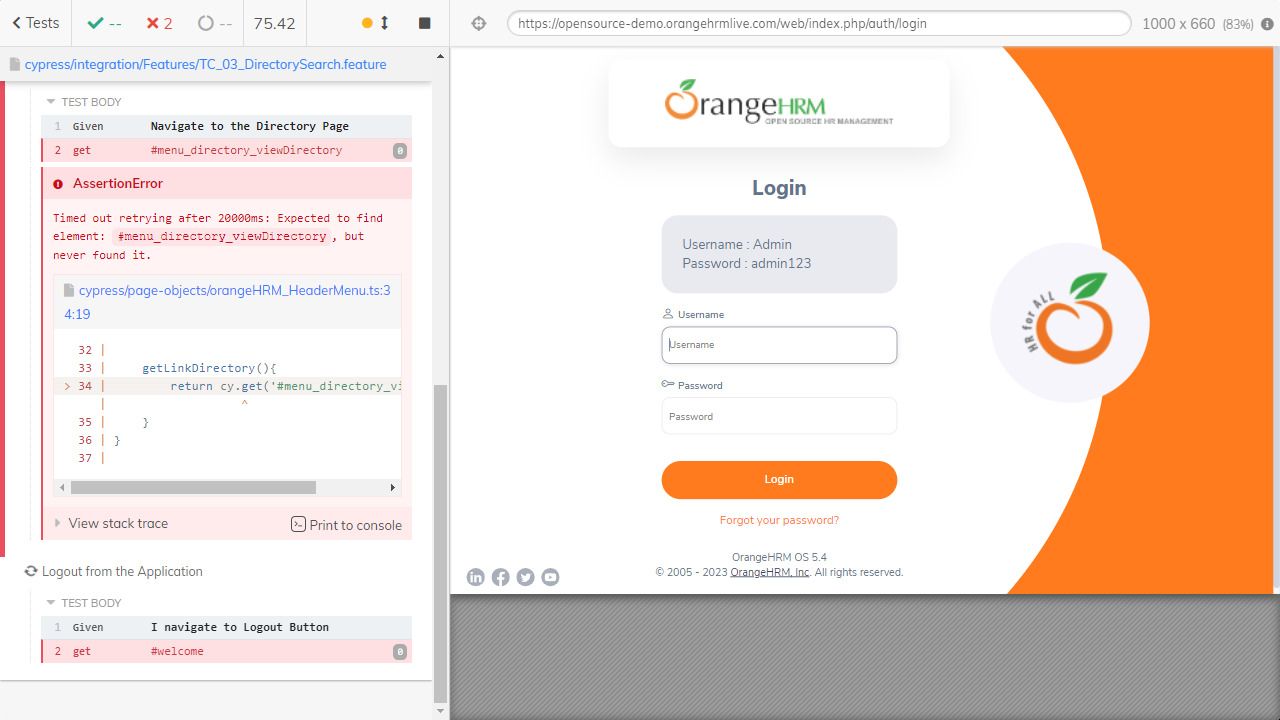 Tests
--
2
--
75.42
https://opensource-demo.orangehrmlive.com/web/index.php/auth/login
1000 x 660 (83%)
cypress/integration/Features/TC_03_DirectorySearch.feature
TEST BODY
1 Given Navigate to the Directory Page
2 get #menu_directory_viewDirectory 0
AssertionError
Timed out retrying after 20000ms: Expected to find
element: #menu_directory_viewDirectory, but
never found it.
cypress/page-objects/orangeHRM_HeaderMenu.ts:3
4:19
32 |
33 | getLinkDirectory(){
> 34 | return cy.get('#menu_directory_vi
| ^
35 | }
36 | }
37 |
View stack trace
Print to console
Logout from the Application
TEST BODY
1 Given I navigate to Logout Button
2 get #welcome 0
OrangeHRM
OPEN SOURCE HR MANAGEMENT
Login
Username : Admin
Password : admin123
Username
Username
Password
Password
Login
Forgot your password?
OrangeHRM OS 5.4
© 2005 - 2023 OrangeHRM, Inc. All rights reserved.
HR for ALL